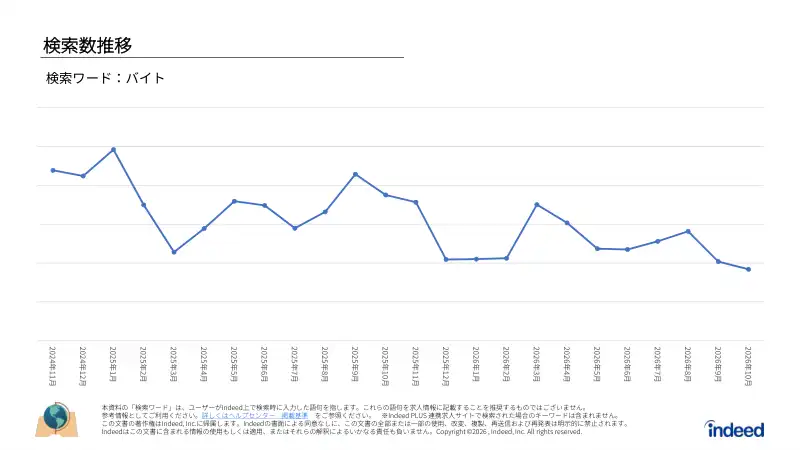 検索数推移
検索ワード：バイト
2024年11月
2024年12月
2025年1月
2025年2月
2025年3月
2025年4月
2025年5月
2025年6月
2025年7月
2025年8月
2025年9月
2025年10月
2025年11月
2025年12月
2026年1月
2026年2月
2026年3月
2026年4月
2026年5月
2026年6月
2026年7月
2026年8月
2026年9月
2026年10月
本資料の「検索ワード」は、ユーザーがIndeed上で検索時に入力した語句を指します。これらの語句を求人情報に記載することを推奨するものではございません。
参考情報としてご利用ください。詳しくはヘルプセンター　掲載基準　をご参照ください。　※Indeed PLUS 連携求人サイトで検索された場合のキーワードは含まれません。
この文書の著作権はIndeed, Inc.に帰属します。Indeedの書面による同意なしに、この文書の全部または一部の使用、改変、複製、再送信および再発表は明示的に禁止されます。
Indeedはこの文書に含まれる情報の使用もしくは適用、またはそれらの解釈によるいかなる責任も負いません。Copyright ©2026 , Indeed, Inc. All rights reserved.
indeed